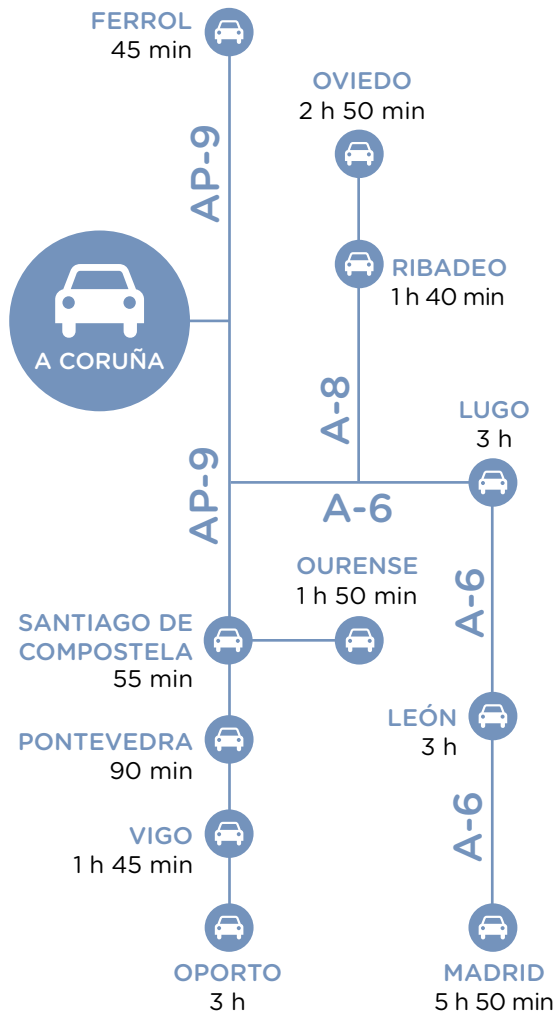 FERROL
45 min
OVIEDO
2 h 50 min
AP-9
RIBADEO
1 h 40 min
A CORUÑA
A-8
LUGO
3 h
AP-9
A-6
OURENSE
1 h 50 min
A-6
SANTIAGO DE
COMPOSTELA
55 min
LEÓN
3 h
PONTEVEDRA
90 min
A-6
VIGO
1 h 45 min
OPORTO
3 h
MADRID
5 h 50 min